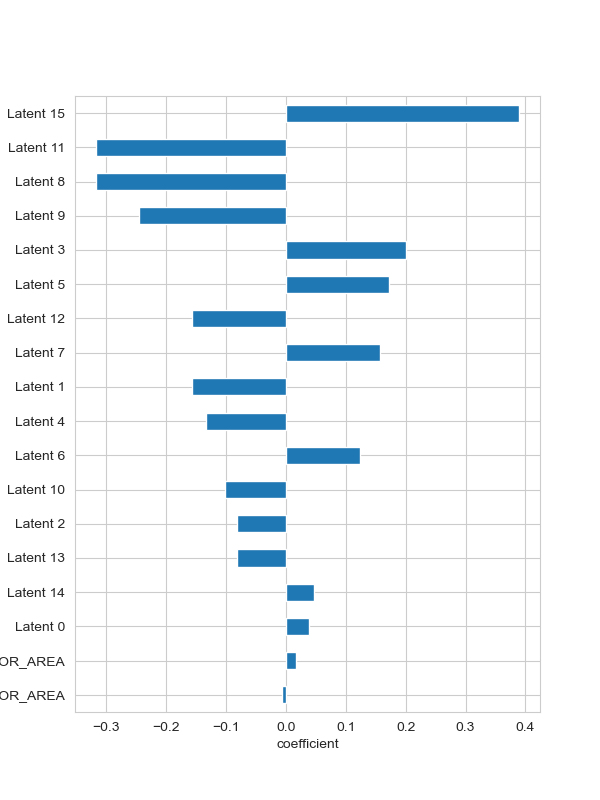 Latent 15
Latent 11
Latent 8
Latent 9
Latent 3
Latent 5
Latent 12
Latent 7
Latent 1
Latent 4
Latent 6
Latent 10
Latent 2
Latent 13
Latent 14
Latent 0
OR_AREA
OR_AREA
−0.3 −0.2 −0.1 0.0 0.1 0.2 0.3 0.4
coefficient